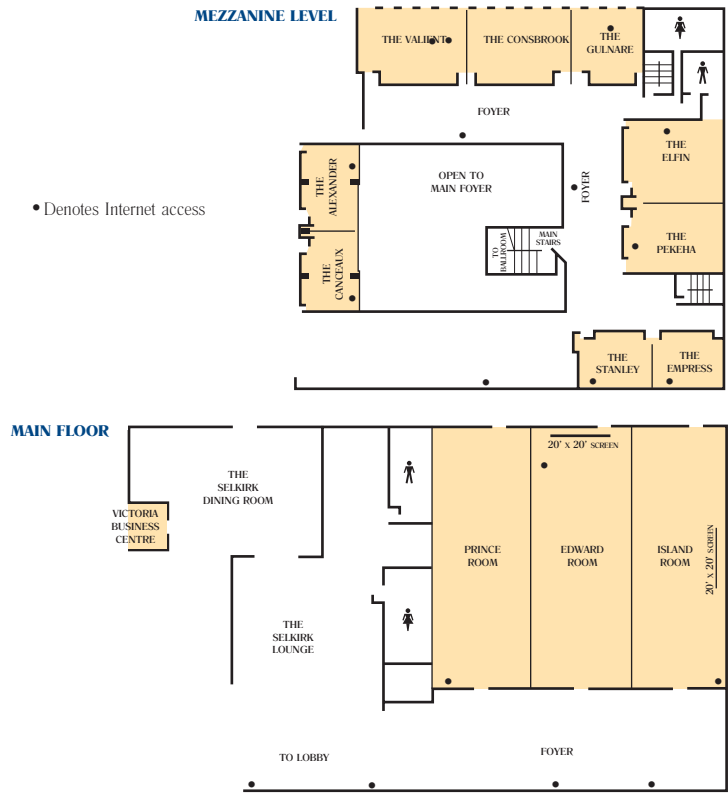 MEZZANINE LEVEL
THE VALIENT
THE CONSBROOK
THE
GULNARE
FOYER
THE
ELFIN
THE
ALEXANDER
OPEN TO
MAIN FOYER
FOYER
• Denotes Internet access
THE
PEKEHA
TO
BALLROOM
MAIN
STAIRS
THE
CANCEAUX
THE
STANLEY
THE
EMPRESS
MAIN FLOOR
20' X 20' SCREEN
THE
SELKIRK
DINING ROOM
VICTORIA
BUSINESS
CENTRE
PRINCE
ROOM
EDWARD
ROOM
ISLAND
ROOM
20' X 20' SCREEN
THE
SELKIRK
LOUNGE
TO LOBBY
FOYER